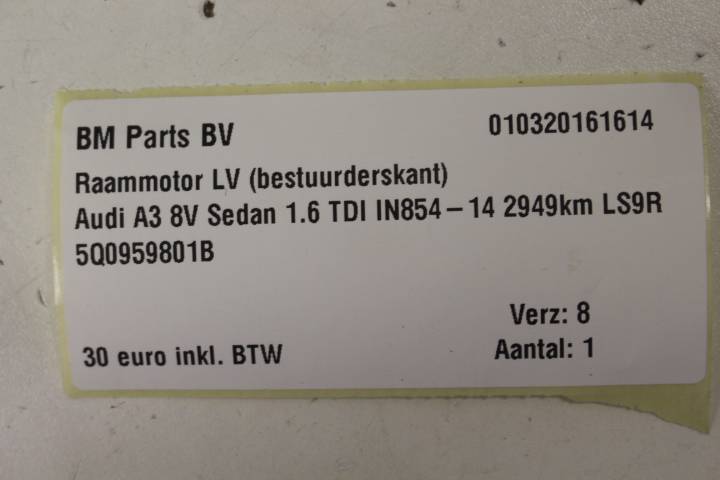 BM Parts BV 010320161614
Raammotor LV (bestuurderskant)
Audi A3 8V Sedan 1.6 TDI IN854-14 2949km LS9R
5Q0959801B
Verz: 8
30 euro inkl. BTW Aantal: 1